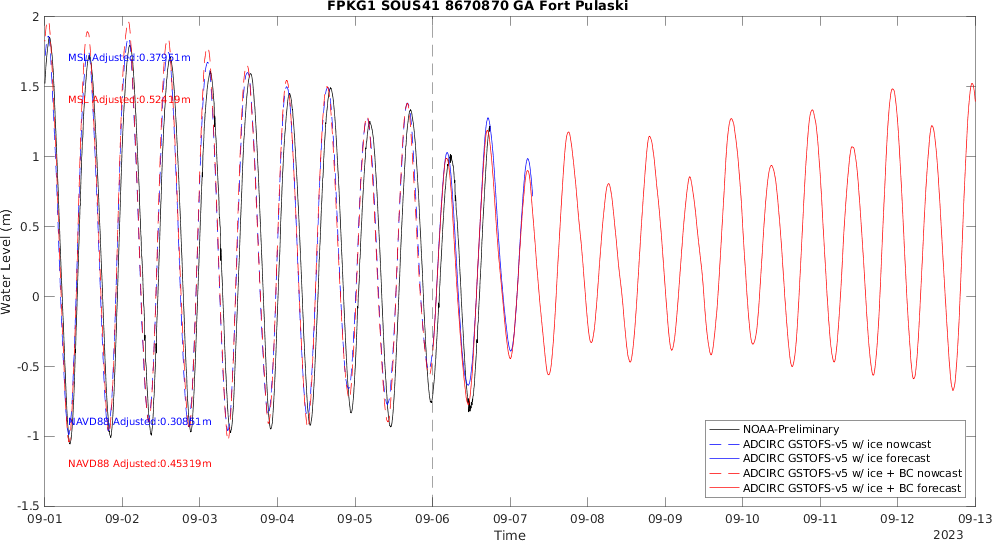 FPKG1 SOUS41 8670870 GA Fort Pulaski
2
1.5
1
0.5
0
-0.5
-1
-1.5
Water Level (m)
MSL Adjusted:0.37951m
MSL Adjusted:0.52419m
NAVD88 Adjusted:0.30851m
NAVD88 Adjusted:0.45319m
NOAA-Preliminary
ADCIRC GSTOFS-v5 w/ ice nowcast
ADCIRC GSTOFS-v5 w/ ice forecast
ADCIRC GSTOFS-v5 w/ ice + BC nowcast
ADCIRC GSTOFS-v5 w/ ice + BC forecast
09-01 09-02 09-03 09-04 09-05 09-06 09-07 09-08 09-09 09-10 09-11 09-12 09-13
Time
2023